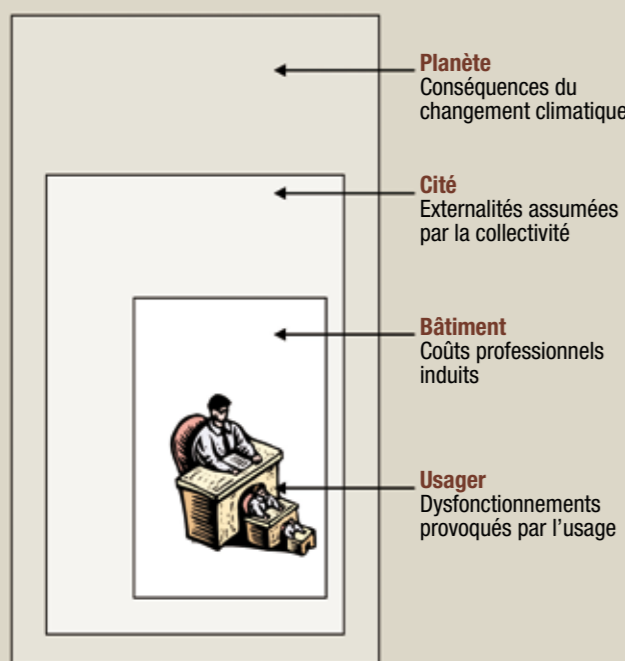 Planète
Conséquences du
changement climatique
Cité
Externalités assumées
par la collectivité
Bâtiment
Coûts professionnels
induits
Usager
Dysfonctionnements
provoqués par l'usage